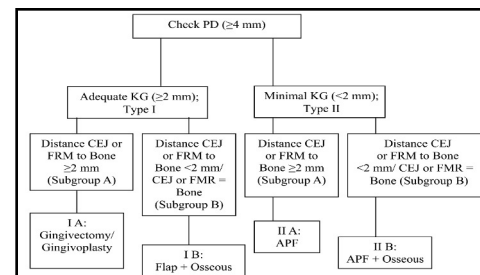 Check PD (≥4 mm)
Adequate KG (≥2 mm);
Type I
Minimal KG (<2 mm);
Type II
Distance CEJ or
FRM to Bone
≥2 mm
(Subgroup A)
Distance CEJ
or FRM to
Bone <2 mm/
CEJ or FMR =
Bone
(Subgroup B)
Distance CEJ
or FRM to
Bone ≥2 mm
(Subgroup A)
Distance CEJ
or FRM to Bone
<2 mm/ CEJ or FMR =
Bone (Subgroup B)
I A:
Gingivectomy/
Gingivoplasty
I B:
Flap + Osseous
II A:
APF
II B:
APF + Osseous